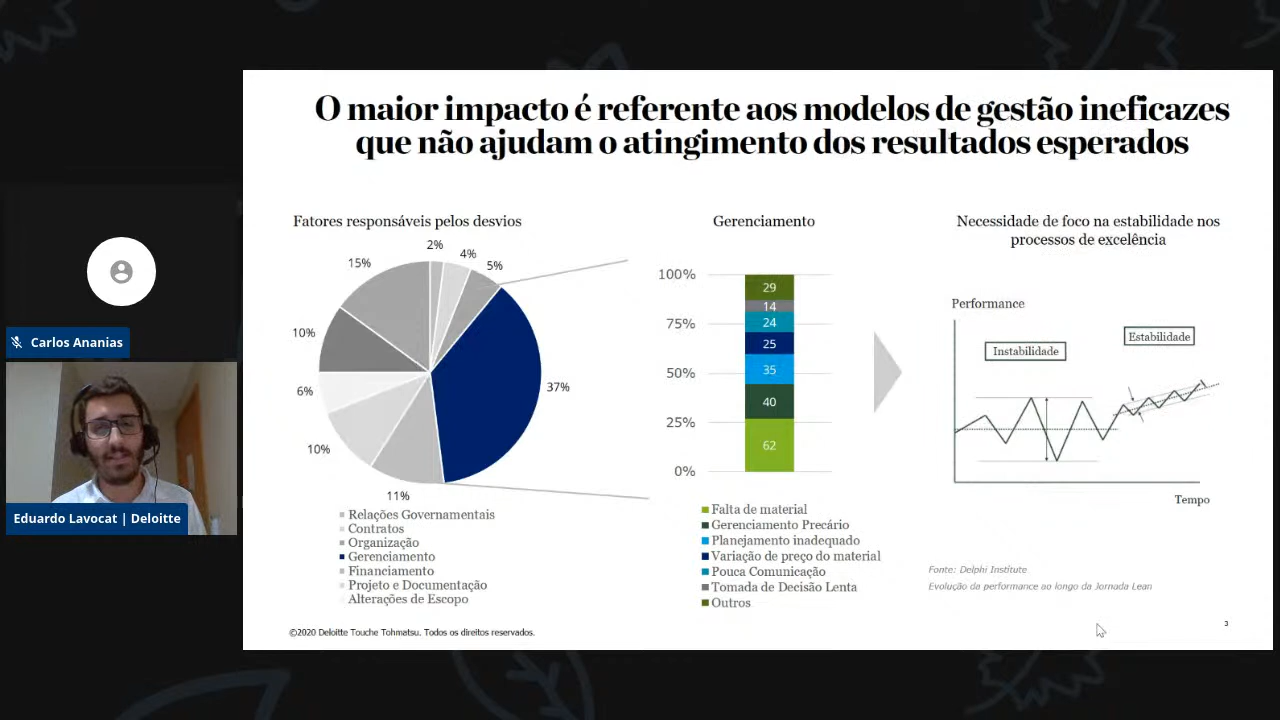 O maior impacto é referente aos modelos de gestão ineficazes
que não ajudam o atingimento dos resultados esperados
Fatores responsáveis pelos desvios
2%
4%
5%
15%
10%
37%
6%
10%
11%
Relações Governamentais
Contratos
Organização
Gerenciamento
Financiamento
Projeto e Documentação
Alterações de Escopo
Gerenciamento
100%
75%
50%
25%
0%
29
14
24
25
35
40
62
Falta de material
Gerenciamento Precário
Planejamento inadequado
Variação de preço do material
Pouca Comunicação
Tomada de Decisão Lenta
Outros
Necessidade de foco na estabilidade nos
processos de excelência
Performance
Instabilidade
Estabilidade
Tempo
Fonte: Delphi Institute
Evolução da performance ao longo da Jornada Lean
©2020 Deloitte Touche Tohmatsu. Todos os direitos reservados.
3
Carlos Ananias
Eduardo Lavocat | Deloitte